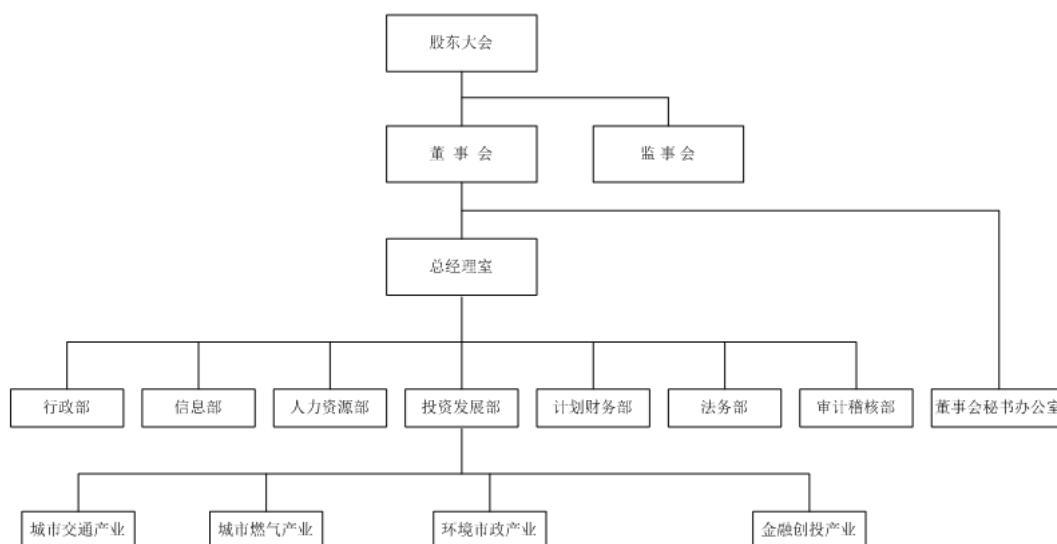 股东大会
董 事 会
监 事 会
总经理室
行政部
信息部
人力资源部
投资发展部
计划财务部
法务部
审计稽核部
董事会秘书办公室
城市交通产业
城市燃气产业
环境市政产业
金融创投产业